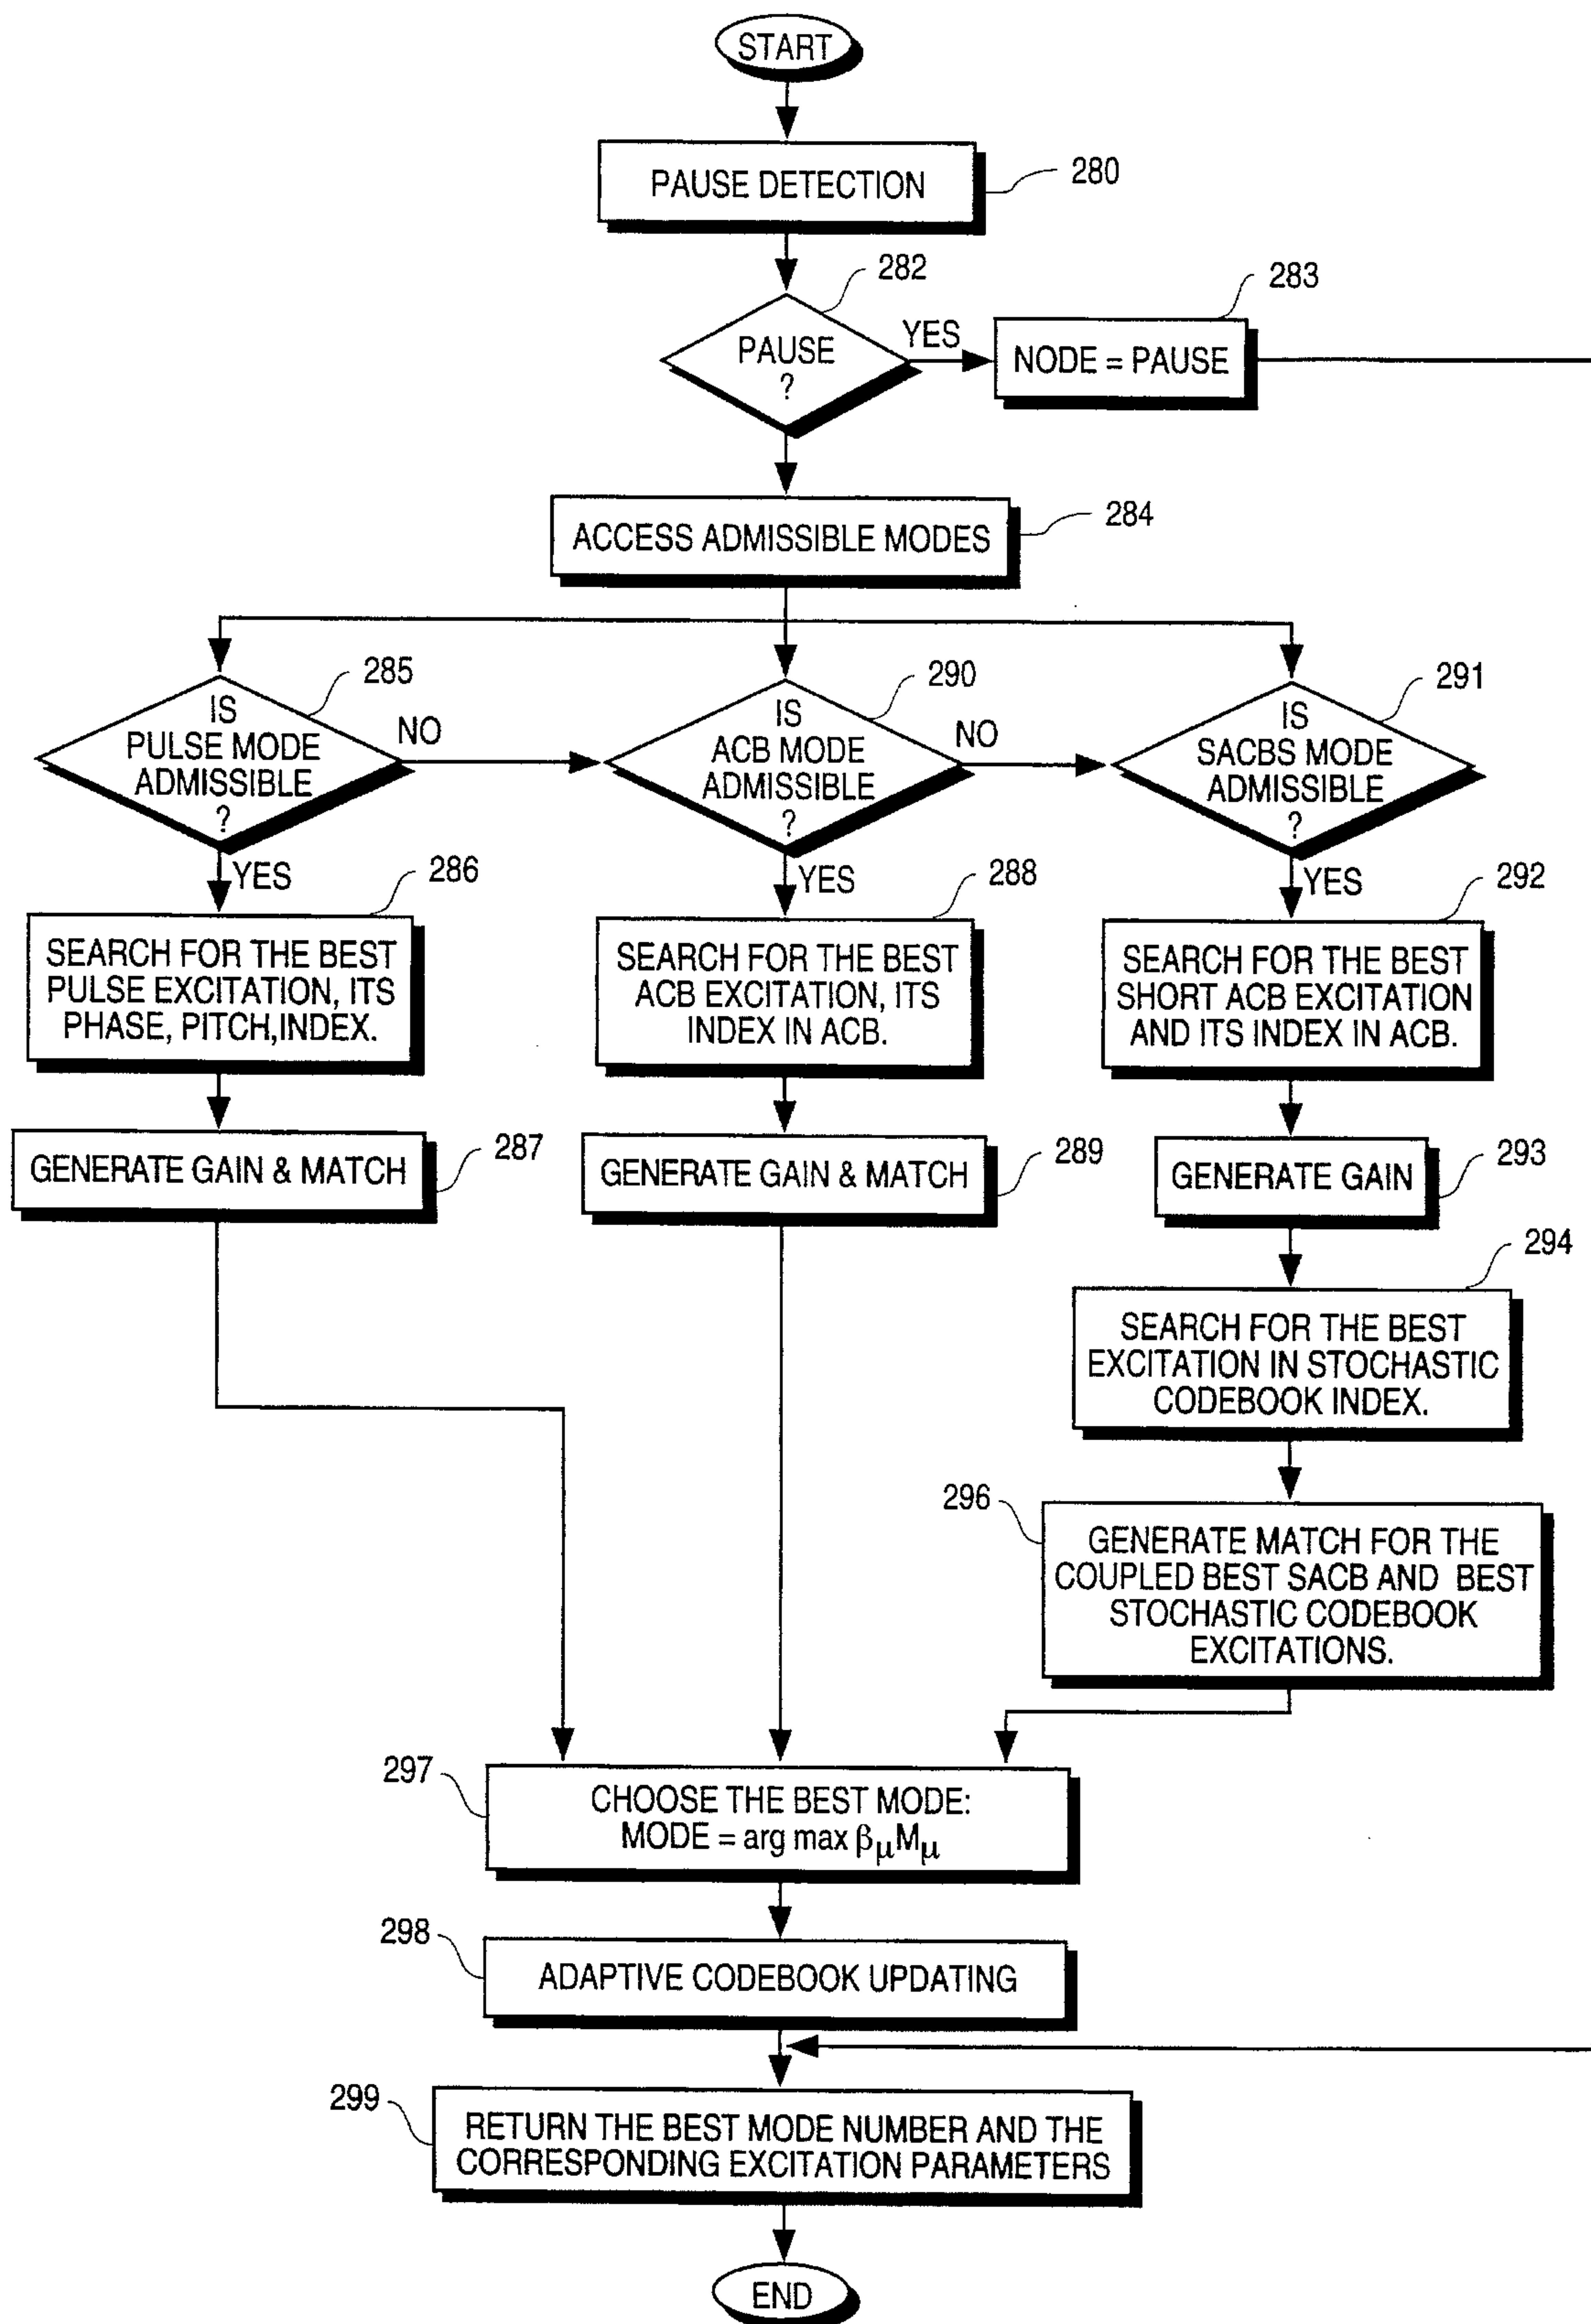 START
PAUSE DETECTION
280
282
PAUSE
?
YES
283
NODE = PAUSE
ACCESS ADMISSIBLE MODES
284
285
IS
PULSE MODE
ADMISSIBLE
?
NO
290
IS
ACB MODE
ADMISSIBLE
?
NO
291
IS
SACBS MODE
ADMISSIBLE
?
YES
286
SEARCH FOR THE BEST
PULSE EXCITATION, ITS
PHASE, PITCH,INDEX.
YES
288
SEARCH FOR THE BEST
ACB EXCITATION, ITS
INDEX IN ACB.
YES
292
SEARCH FOR THE BEST
SHORT ACB EXCITATION
AND ITS INDEX IN ACB.
GENERATE GAIN & MATCH
287
GENERATE GAIN & MATCH
289
GENERATE GAIN
293
294
SEARCH FOR THE BEST
EXCITATION IN STOCHASTIC
CODEBOOK INDEX.
296
GENERATE MATCH FOR THE
COUPLED BEST SACB AND BEST
STOCHASTIC CODEBOOK
EXCITATIONS.
297
CHOOSE THE BEST MODE:
MODE = arg max βμMμ
298
ADAPTIVE CODEBOOK UPDATING
299
RETURN THE BEST MODE NUMBER AND THE
CORRESPONDING EXCITATION PARAMETERS
END